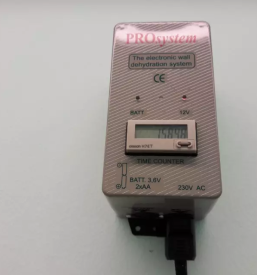 PROsystem
The electronic wall
dehydration system
CE
BATT. 12V
TIME COUNTER
BATT. 3,6V
2xAA 230V AC